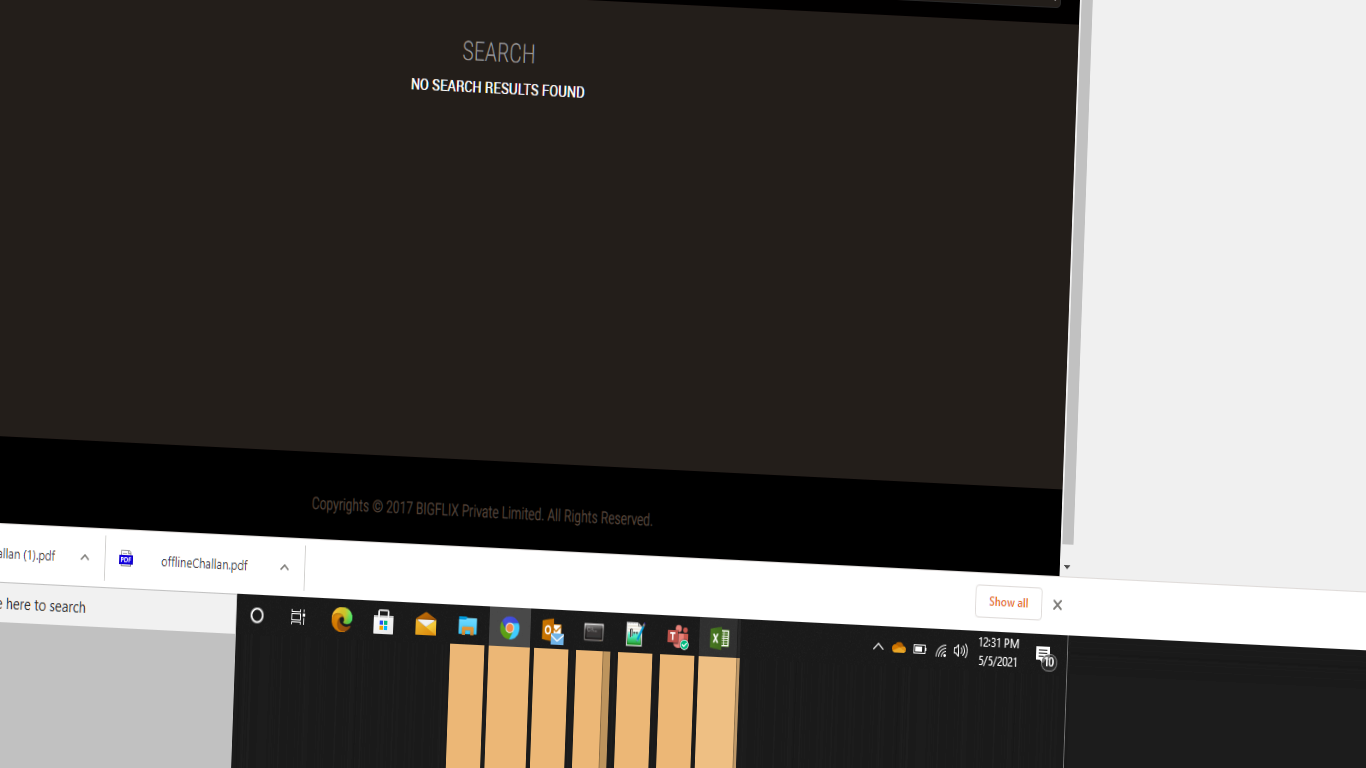 SEARCH
NO SEARCH RESULTS FOUND
Copyrights © 2017 BIGFLIX Private Limited. All Rights Reserved.
allan (1).pdf
PDF
offlineChallan.pdf
Show all
here to search
12:31 PM
5/5/2021
10